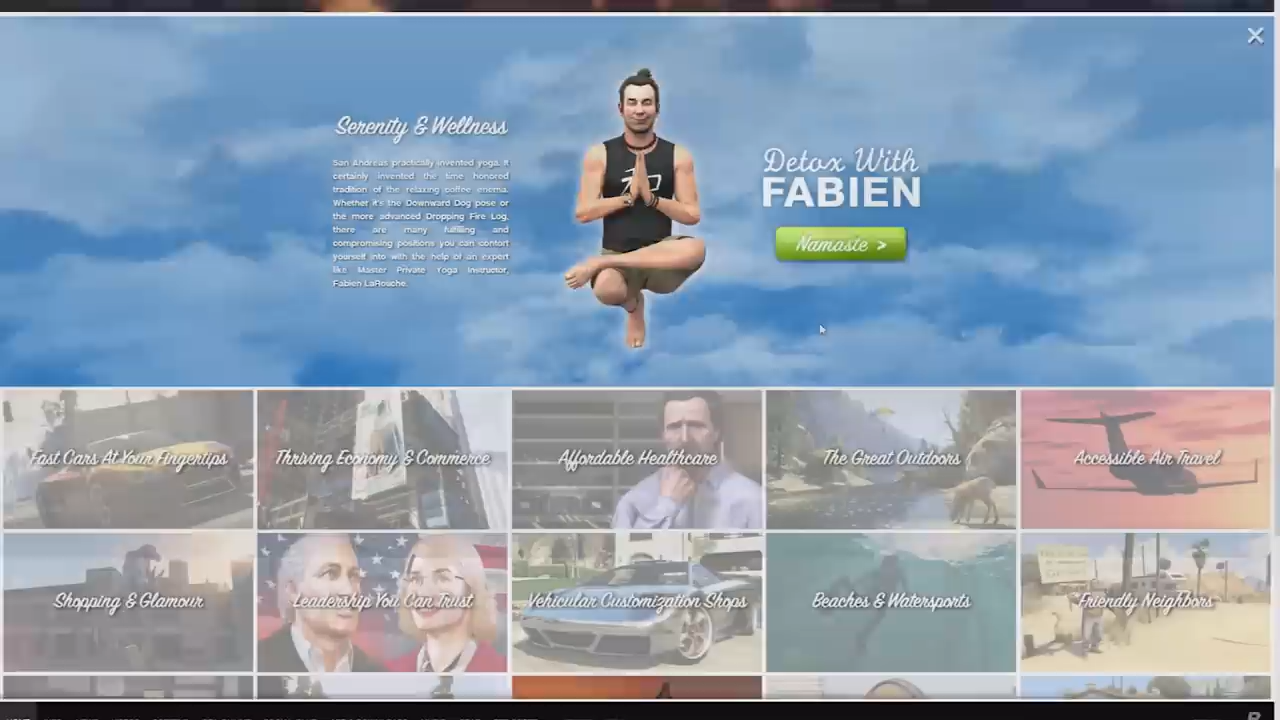 Serenity & Wellness
San Andreas practically invented yoga. It
certainly invented the time honored
tradition of the relaxing coffee enema.
Whether it's the Downward Dog pose or
the more advanced Dropping Fire Log,
there are many fulfilling and
compromising positions you can contort
yourself into with the help of an expert
like Master Private Yoga Instructor,
Fabien LaRouche.
Detox With
FABIEN
Namaste >
Fast Cars At Your Fingertips
Thriving Economy & Commerce
Affordable Healthcare
The Great Outdoors
Accessible Air Travel
Shopping & Glamour
Leadership You Can Trust
Vehicular Customization Shops
Beaches & Watersports
Friendly Neighbors